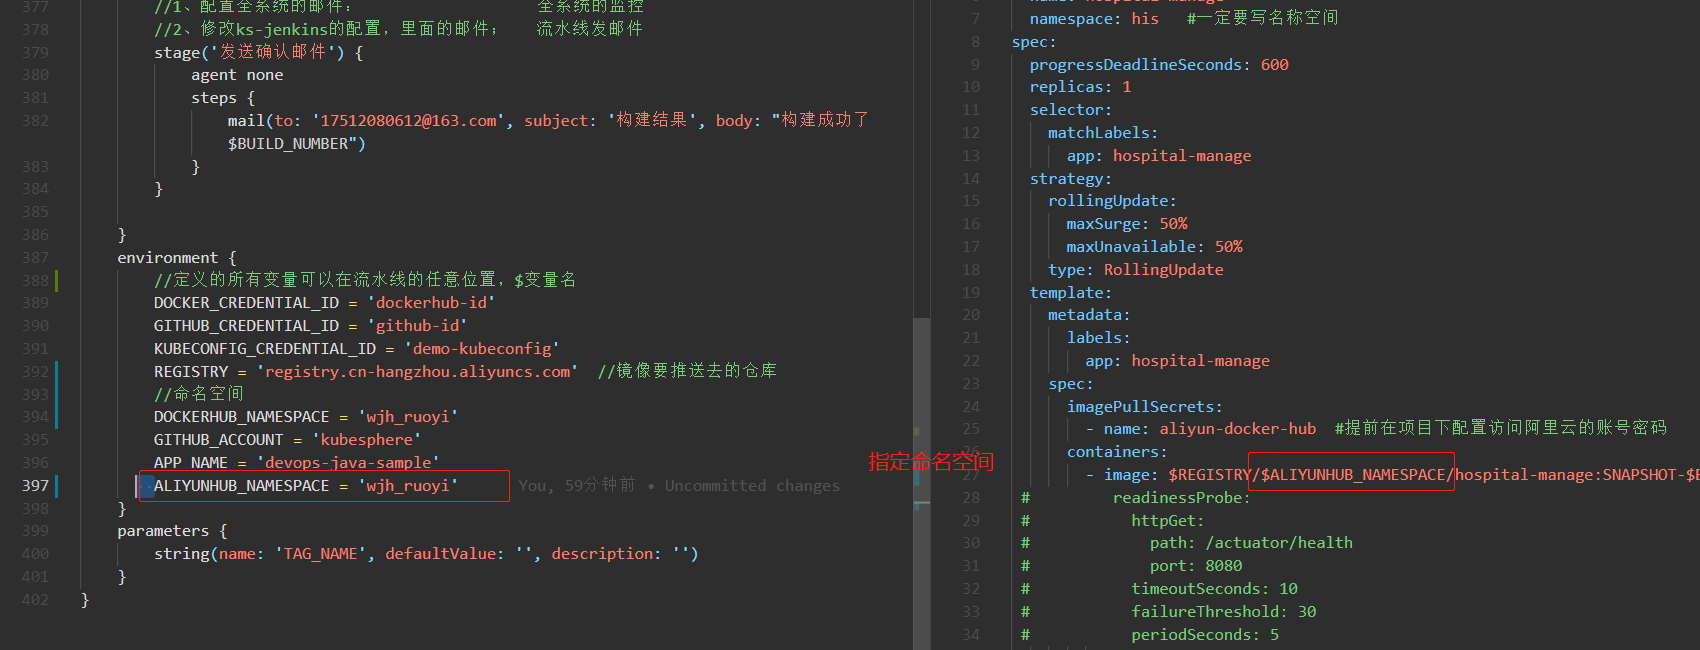 377 //1、配置全系统的邮件： 全系统的监控
378 //2、修改ks-jenkins的配置，里面的邮件； 流水线发邮件
379 stage('发送确认邮件') {
380 agent none
381 steps {
382 mail(to: '17512080612@163.com', subject: '构建结果', body: "构建成功了
$BUILD_NUMBER")
383 }
384 }
385
386 }
387 environment {
388 //定义的所有变量可以在流水线的任意位置，$变量名
389 DOCKER_CREDENTIAL_ID = 'dockerhub-id'
390 GITHUB_CREDENTIAL_ID = 'github-id'
391 KUBECONFIG_CREDENTIAL_ID = 'demo-kubeconfig'
392 REGISTRY = 'registry.cn-hangzhou.aliyuncs.com' //镜像要推送去的仓库
393 //命名空间
394 DOCKERHUB_NAMESPACE = 'wjh_ruoyi'
395 GITHUB_ACCOUNT = 'kubesphere'
396 APP_NAME = 'devops-java-sample'
397 ALIYUNHUB_NAMESPACE = 'wjh_ruoyi' You, 59分钟前 • Uncommitted changes
398 }
399 parameters {
400 string(name: 'TAG_NAME', defaultValue: '', description: '')
401 }
402 }
指定命名空间
7 namespace: his #一定要写名称空间
8 spec:
9 progressDeadlineSeconds: 600
10 replicas: 1
11 selector:
12 matchLabels:
13 app: hospital-manage
14 strategy:
15 rollingUpdate:
16 maxSurge: 50%
17 maxUnavailable: 50%
18 type: RollingUpdate
19 template:
20 metadata:
21 labels:
22 app: hospital-manage
23 spec:
24 imagePullSecrets:
25 - name: aliyun-docker-hub #提前在项目下配置访问阿里云的账号密码
26 containers:
27 - image: $REGISTRY/$ALIYUNHUB_NAMESPACE/hospital-manage:SNAPSHOT-$
28 # readinessProbe:
29 # httpGet:
30 # path: /actuator/health
31 # port: 8080
32 # timeoutSeconds: 10
33 # failureThreshold: 30
34 # periodSeconds: 5